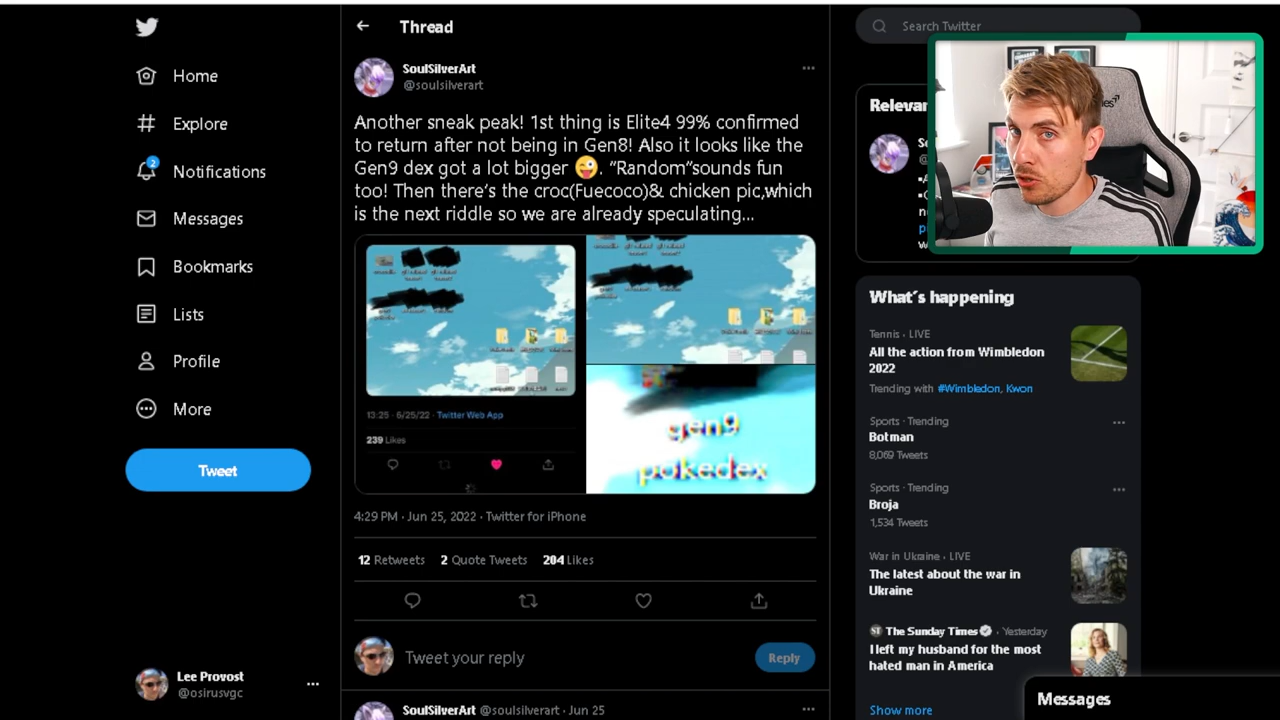 Home
Explore
2
Notifications
Messages
Bookmarks
Lists
Profile
More
Tweet
Lee Provost
@osirusvgc
Thread
SoulSilverArt
@soulsilverart
Another sneak peak! 1st thing is Elite4 99% confirmed
to return after not being in Gen8! Also it looks like the
Gen9 dex got a lot bigger 😜. “Random”sounds fun
too! Then there's the croc(Fuecoco)& chicken pic,which
is the next riddle so we are already speculating...
13:25 · 6/25/22 · Twitter Web App
239 Likes
gen9
pokedex
4:29 PM · Jun 25, 2022 · Twitter for iPhone
12 Retweets 2 Quote Tweets 204 Likes
Tweet your reply
Reply
SoulSilverArt @soulsilverart · Jun 25
Search Twitter
What's happening
Tennis · LIVE
All the action from Wimbledon
2022
Trending with #Wimbledon, Kwon
Sports · Trending
Botman
8,069 Tweets
Sports · Trending
Broja
1,534 Tweets
War in Ukraine · LIVE
The latest about the war in
Ukraine
The Sunday Times · Yesterday
I left my husband for the most
hated man in America
Show more
Messages